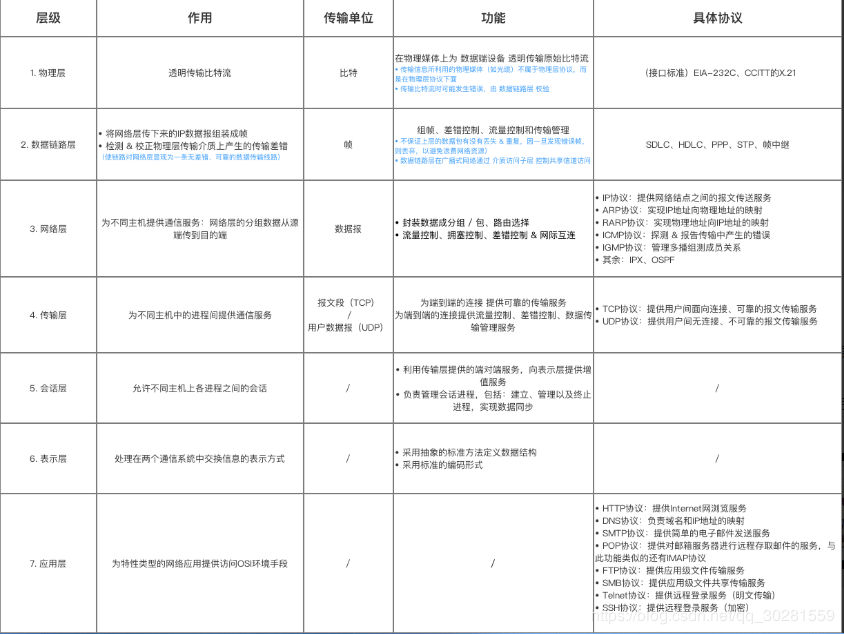 层级 作用 传输单位 功能 具体协议
1. 物理层
透明传输比特流
比特
在物理媒体上为 数据端设备 透明传输原始比特流
• 传输信息所利用的物理媒体（如光缆）不属于物理层协议，而
是在物理层协议下面
• 传输比特流时可能发生错误，由 数据链路层 校验
（接口标准）EIA-232C、CCITT的X.21
2. 数据链路层
• 将网络层传下来的IP数据报组装成帧
• 检测 & 校正物理层传输介质上产生的传输差错
（使链路对网络层显现为一条无差错、可靠的数据传输线路）
帧
组帧、差错控制、流量控制和传输管理
• 不保证上层的数据包有没有丢失 & 重复，因一旦发现错误帧，
则丢弃，以避免浪费网络资源）
• 数据链路层在广播式网络通过 介质访问子层 控制共享信道访问
SDLC、HDLC、PPP、STP、帧中继
3. 网络层
为不同主机提供通信服务：网络层的分组数据从源
端传到目的端
数据报
• 封装数据成分组 / 包、路由选择
• 流量控制、拥塞控制、差错控制 & 网际互连
• IP协议：提供网络结点之间的报文传送服务
• ARP协议：实现IP地址向物理地址的映射
• RARP协议：实现物理地址向IP地址的映射
• ICMP协议：探测 & 报告传输中产生的错误
• IGMP协议：管理多播组测成员关系
• 其余：IPX、OSPF
4. 传输层
为不同主机中的进程间提供通信服务
报文段（TCP）
/
用户数据报（UDP）
为端到端的连接 提供可靠的传输服务
为端到端的连接提供流量控制、差错控制、数据传
输管理服务
• TCP协议：提供用户间面向连接、可靠的报文传输服务
• UDP协议：提供用户间无连接、不可靠的报文传输服务
5. 会话层
允许不同主机上各进程之间的会话
/
• 利用传输层提供的端对端服务，向表示层提供增
值服务
• 负责管理会话进程，包括：建立、管理以及终止
进程，实现数据同步
/
6. 表示层
处理在两个通信系统中交换信息的表示方式
/
• 采用抽象的标准方法定义数据结构
• 采用标准的编码形式
/
7. 应用层
为特性类型的网络应用提供访问OSI环境手段
/
/
• HTTP协议：提供Internet网浏览服务
• DNS协议：负责域名和IP地址的映射
• SMTP协议：提供简单的电子邮件发送服务
• POP协议：提供对邮箱服务器进行远程存取邮件的服务，与
此功能类似的还有IMAP协议
• FTP协议：提供应用级文件传输服务
• SMB协议：提供应用级文件共享传输服务
• Telnet协议：提供远程登录服务（明文传输）
• SSH协议：提供远程登录服务（加密）
https://blog.csdn.net/qq_30281559